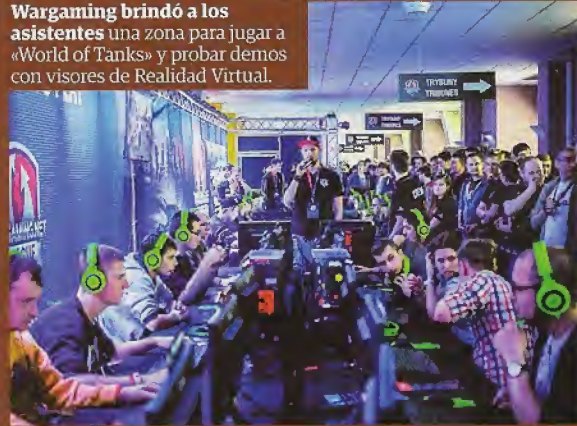 Wargaming brindó a los
asistentes una zona para jugar a
«World of Tanks» y probar demos
con visores de Realidad Virtual.
TRYBUNY
TRIBUNES